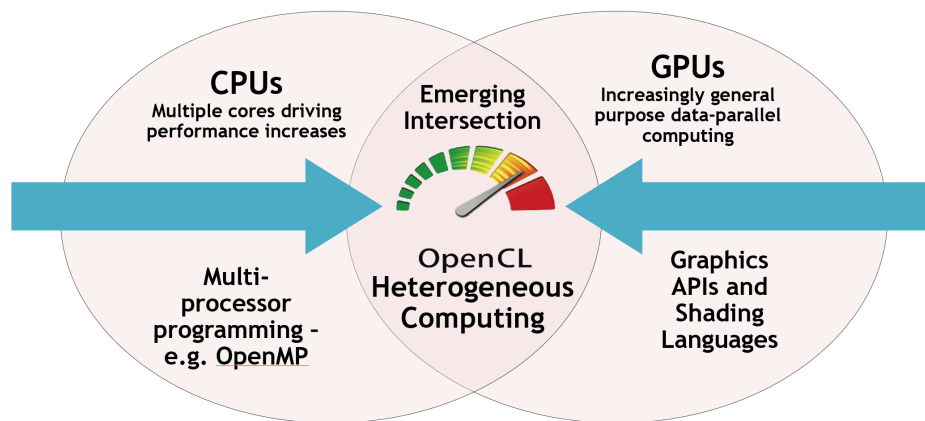 CPUs
Multiple cores driving
performance increases
Multi-
processor
programming –
e.g. OpenMP
Emerging
Intersection
OpenCL
Heterogeneous
Computing
GPUs
Increasingly general
purpose data-parallel
computing
Graphics
APIs and
Shading
Languages